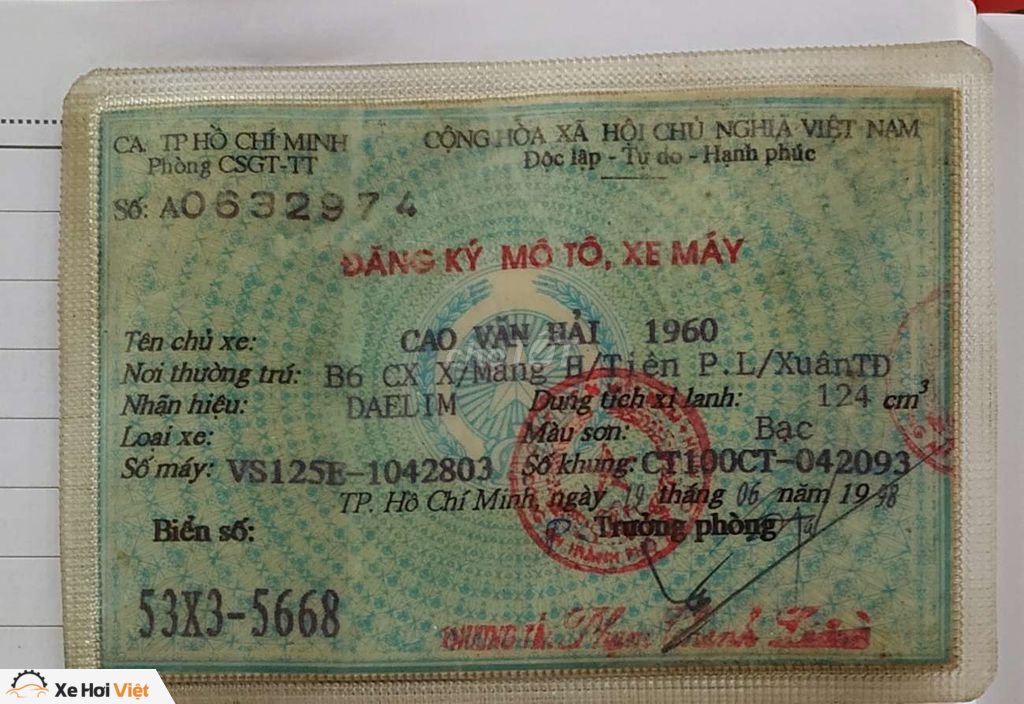 CA. TP HỒ CHÍ MINH
Phòng CSGT-TT
Số: A0632974
CỘNG HÒA XÃ HỘI CHỦ NGHĨA VIỆT NAM
Độc lập - Tự do - Hạnh phúc
ĐĂNG KÝ MÔ TÔ, XE MÁY
Tên chủ xe: CAO VĂN HẢI 1960
Nơi thường trú: B6 CX X/Măng H/Tiên P.L/XuânTĐ
Nhãn hiệu: DAELIM Dung tích xi lanh: 124 cm³
Loại xe: Màu sơn: Bạc
Số máy: VS125E-1042803 Số khung: CT100CT-042093
TP. Hồ Chí Minh, ngày 19 tháng 06 năm 1998
Biển số: Trưởng phòng
53X3-5668
THƯỢNG TÁ:
Xe Hơi Việt